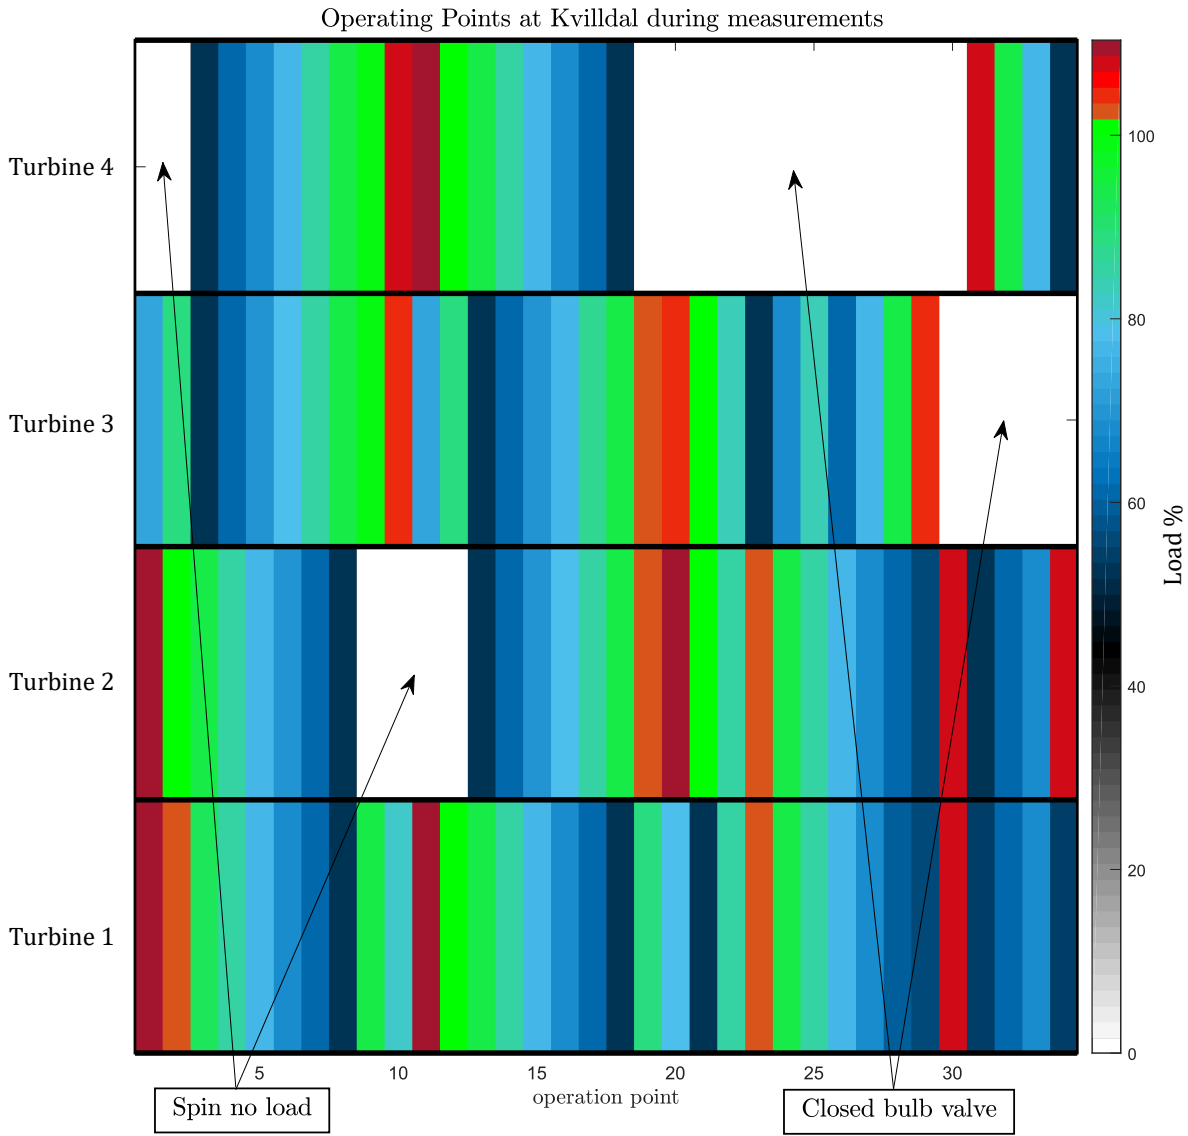 Operating Points at Kvilldal during measurements
Turbine 4
Turbine 3
Turbine 2
Turbine 1
5 10 15 20 25 30
operation point
Spin no load
Closed bulb valve
100
80
60
40
20
0
Load %